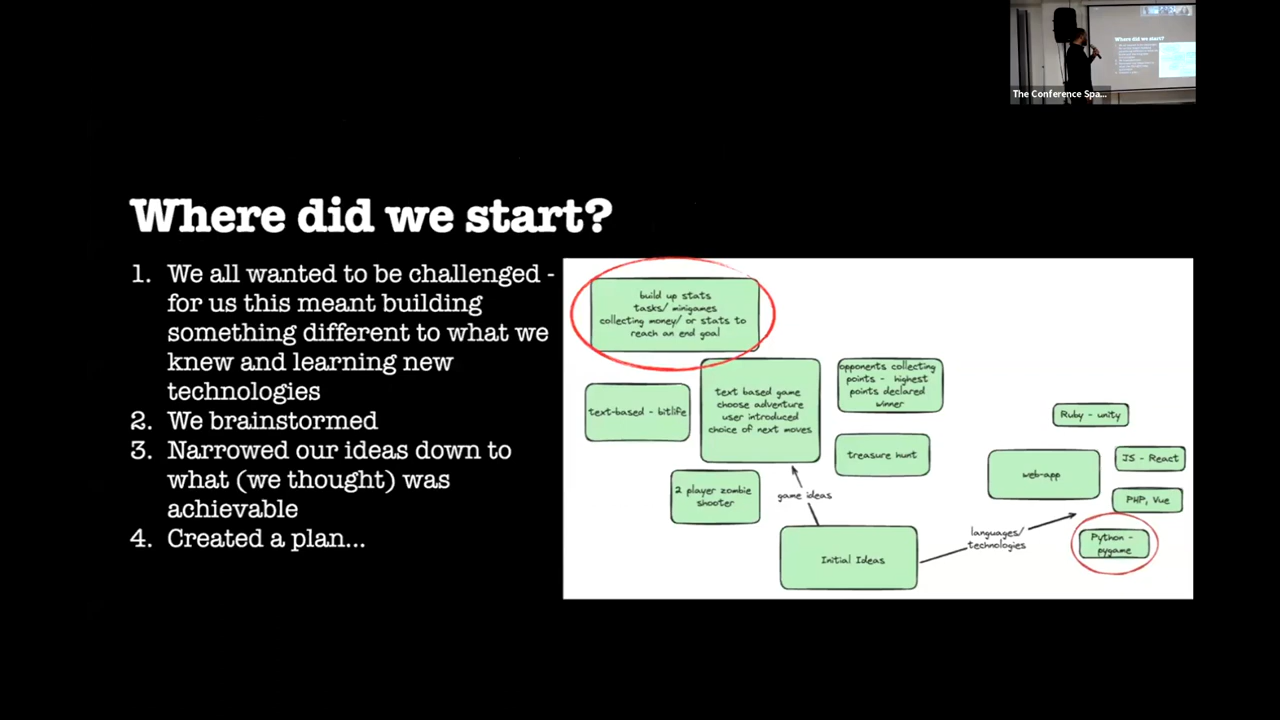 The Conference Spa...
Where did we start?
1. We all wanted to be challenged -
for us this meant building
something different to what we
knew and learning new
technologies
2. We brainstormed
3. Narrowed our ideas down to
what (we thought) was
achievable
4. Created a plan...
build up stats
tasks/ minigames
collecting money/ or stats to
reach an end goal
text-based - bitlife
text based game
choose adventure
user introduced
choice of next moves
opponents collecting
points - highest
points declared
winner
treasure hunt
2 player zombie
shooter
game ideas
Initial Ideas
languages/
technologies
web-app
Ruby - unity
JS - React
PHP, Vue
Python -
pygame